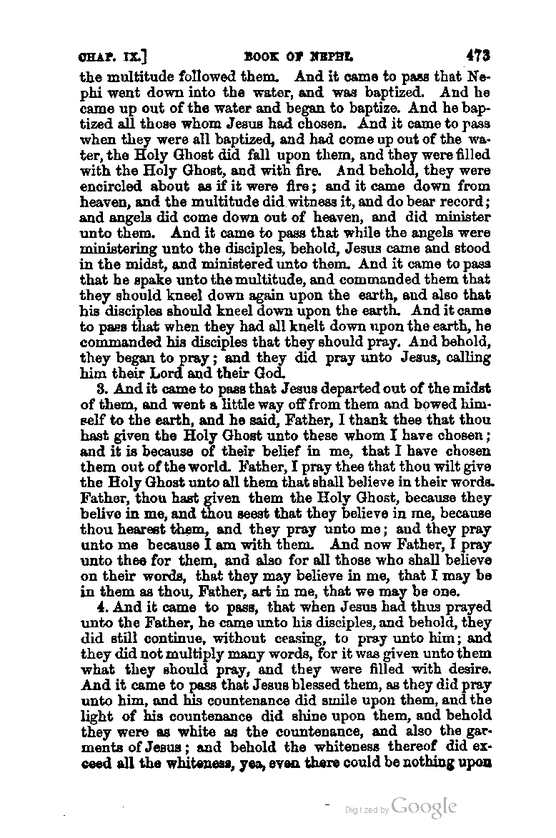 CHAP. IX.] BOOK OF NEPHI. 473
the multitude followed them. And it came to pass that Ne-
phi went down into the water, and was baptized. And he
came up out of the water and began to baptize. And he bap-
tized all those whom Jesus had chosen. And it came to pass
when they were all baptized, and had come up out of the wa-
ter, the Holy Ghost did fall upon them, and they were filled
with the Holy Ghost, and with fire. And behold, they were
encircled about as if it were fire; and it came down from
heaven, and the multitude did witness it, and do bear record;
and angels did come down out of heaven, and did minister
unto them. And it came to pass that while the angels were
ministering unto the disciples, behold, Jesus came and stood
in the midst, and ministered unto them. And it came to pass
that he spake unto the multitude, and commanded them that
they should kneel down again upon the earth, and also that
his disciples should kneel down upon the earth. And it came
to pass that when they had all knelt down upon the earth, he
commanded his disciples that they should pray. And behold,
they began to pray; and they did pray unto Jesus, calling
him their Lord and their God.
3. And it came to pass that Jesus departed out of the midst
of them, and went a little way off from them and bowed him-
self to the earth, and he said, Father, I thank thee that thou
hast given the Holy Ghost unto these whom I have chosen;
and it is because of their belief in me, that I have chosen
them out of the world. Father, I pray thee that thou wilt give
the Holy Ghost unto all them that shall believe in their words.
Father, thou hast given them the Holy Ghost, because they
belive in me, and thou seest that they believe in me, because
thou hearest them, and they pray unto me; and they pray
unto me because I am with them. And now Father, I pray
unto thee for them, and also for all those who shall believe
on their words, that they may believe in me, that I may be
in them as thou, Father, art in me, that we may be one.
4. And it came to pass, that when Jesus had thus prayed
unto the Father, he came unto his disciples, and behold, they
did still continue, without ceasing, to pray unto him; and
they did not multiply many words, for it was given unto them
what they should pray, and they were filled with desire.
And it came to pass that Jesus blessed them, as they did pray
unto him, and his countenance did smile upon them, and the
light of his countenance did shine upon them, and behold
they were as white as the countenance, and also the gar-
ments of Jesus; and behold the whiteness thereof did ex-
ceed all the whiteness, yea, even there could be nothing upon
Digitized by Google